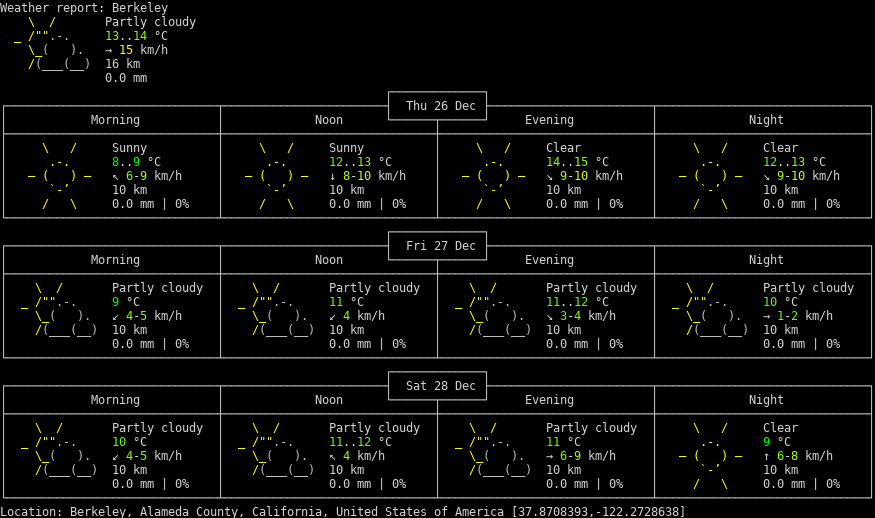 Weather report: Berkeley
Partly cloudy
13..14 °C
→ 15 km/h
16 km
0.0 mm
Thu 26 Dec
Morning Noon Evening Night
Sunny Sunny Clear Clear
8..9 °C 12..13 °C 14..15 °C 12..13 °C
↖ 6-9 km/h ↓ 8-10 km/h ↘ 9-10 km/h ↘ 9-10 km/h
10 km 10 km 10 km 10 km
0.0 mm | 0% 0.0 mm | 0% 0.0 mm | 0% 0.0 mm | 0%
Fri 27 Dec
Morning Noon Evening Night
Partly cloudy Partly cloudy Partly cloudy Partly cloudy
9 °C 11 °C 11..12 °C 10 °C
↙ 4-5 km/h ↙ 4 km/h ↘ 3-4 km/h → 1-2 km/h
10 km 10 km 10 km 10 km
0.0 mm | 0% 0.0 mm | 0% 0.0 mm | 0% 0.0 mm | 0%
Sat 28 Dec
Morning Noon Evening Night
Partly cloudy Partly cloudy Partly cloudy Clear
10 °C 11..12 °C 11 °C 9 °C
↙ 4-5 km/h ↖ 4 km/h → 6-9 km/h ↑ 6-8 km/h
10 km 10 km 10 km 10 km
0.0 mm | 0% 0.0 mm | 0% 0.0 mm | 0% 0.0 mm | 0%
Location: Berkeley, Alameda County, California, United States of America [37.8708393,-122.2728638]